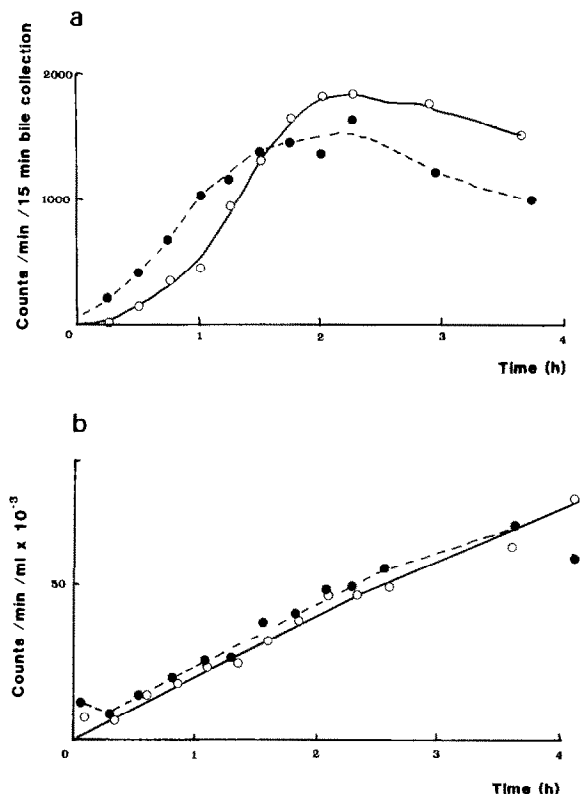 a
Counts /min /15 min bile collection
2000
1000
0
0 1 2 3 4
Time (h)
b
Counts /min /ml x 10⁻³
50
0 1 2 3 4
Time (h)